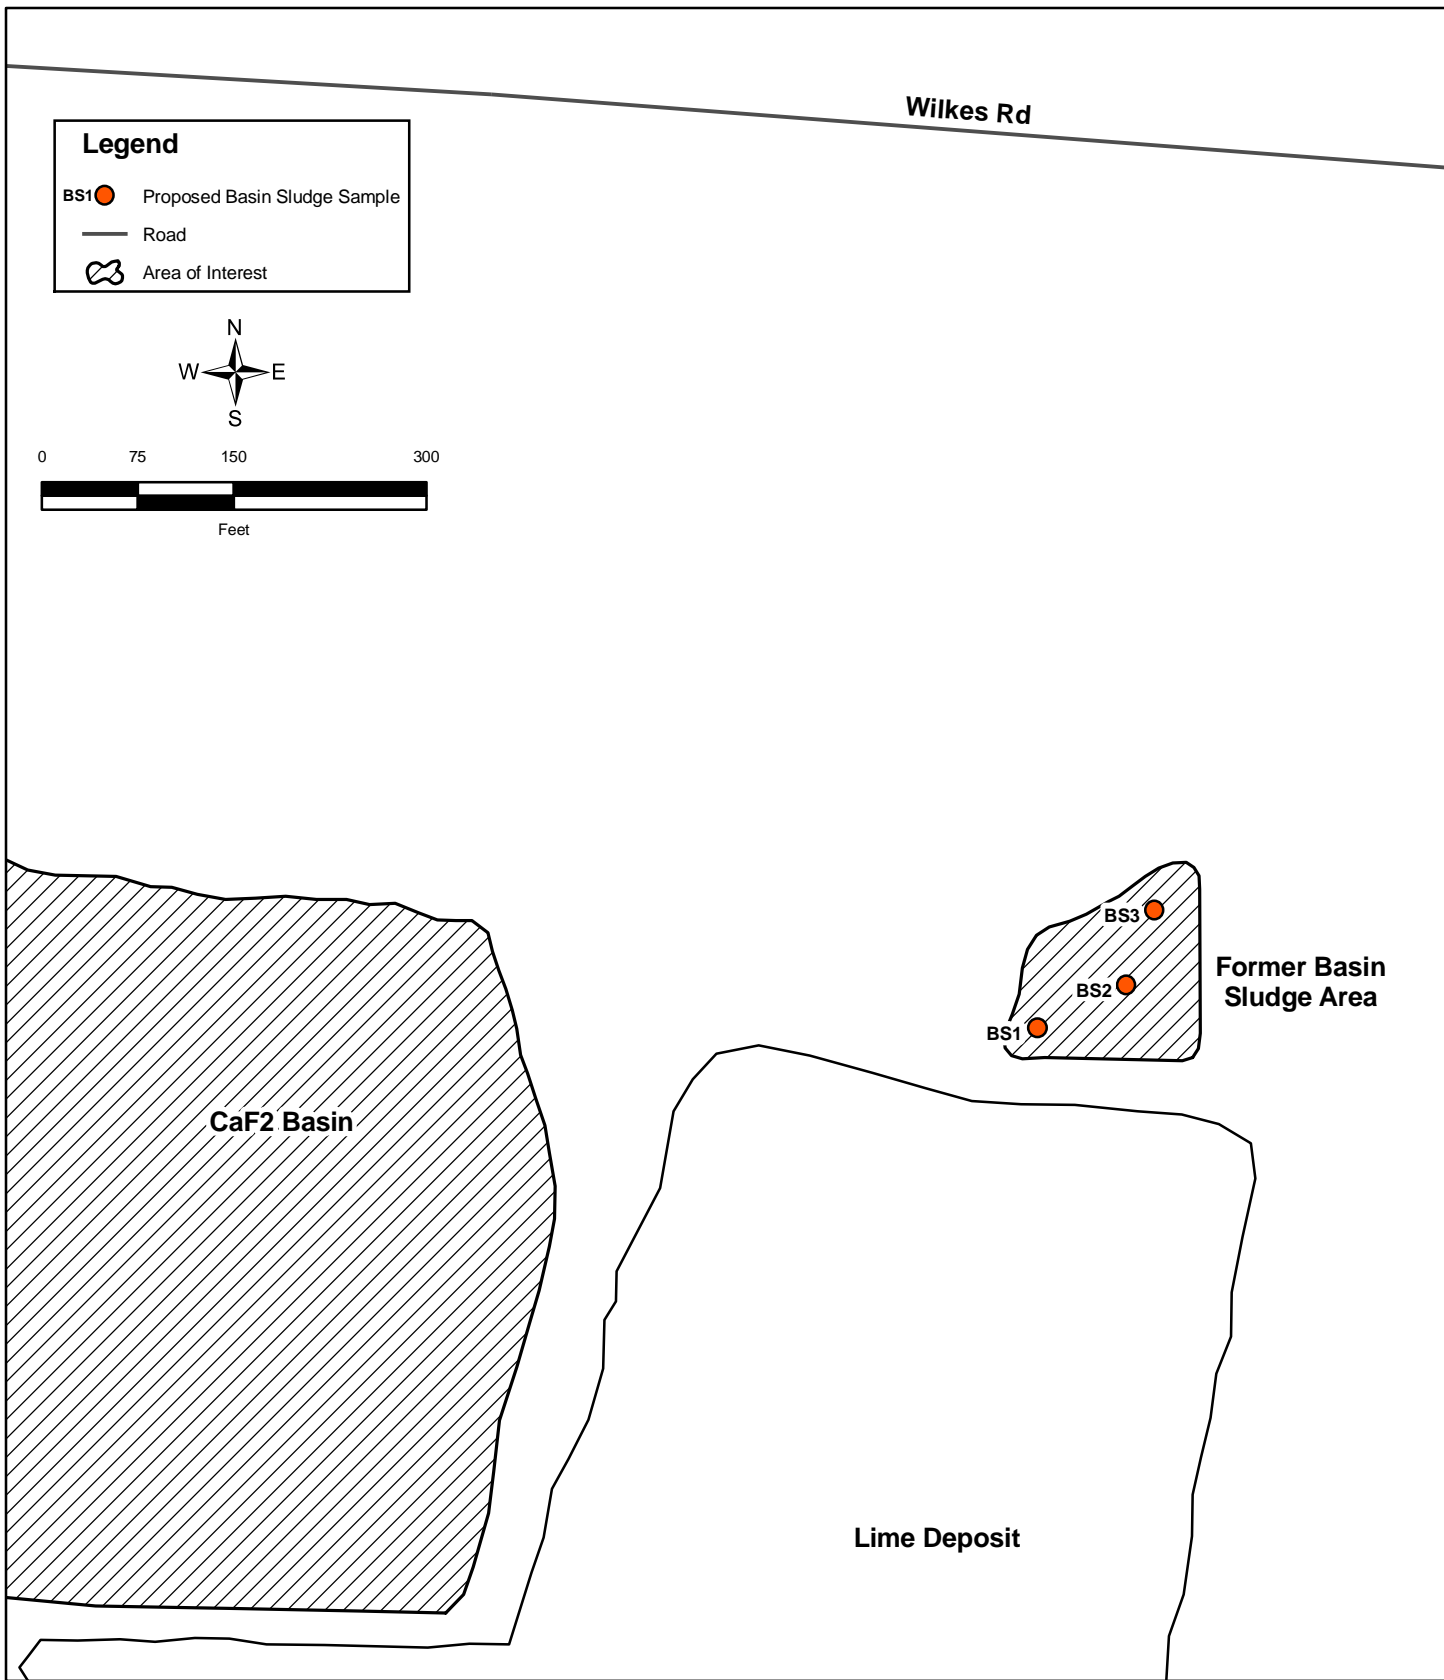 Wilkes Rd
Legend
BS1 Proposed Basin Sludge Sample
Road
Area of Interest
N
W E
S
0 75 150 300
Feet
BS3
Former Basin
Sludge Area
BS2
BS1
CaF2 Basin
Lime Deposit